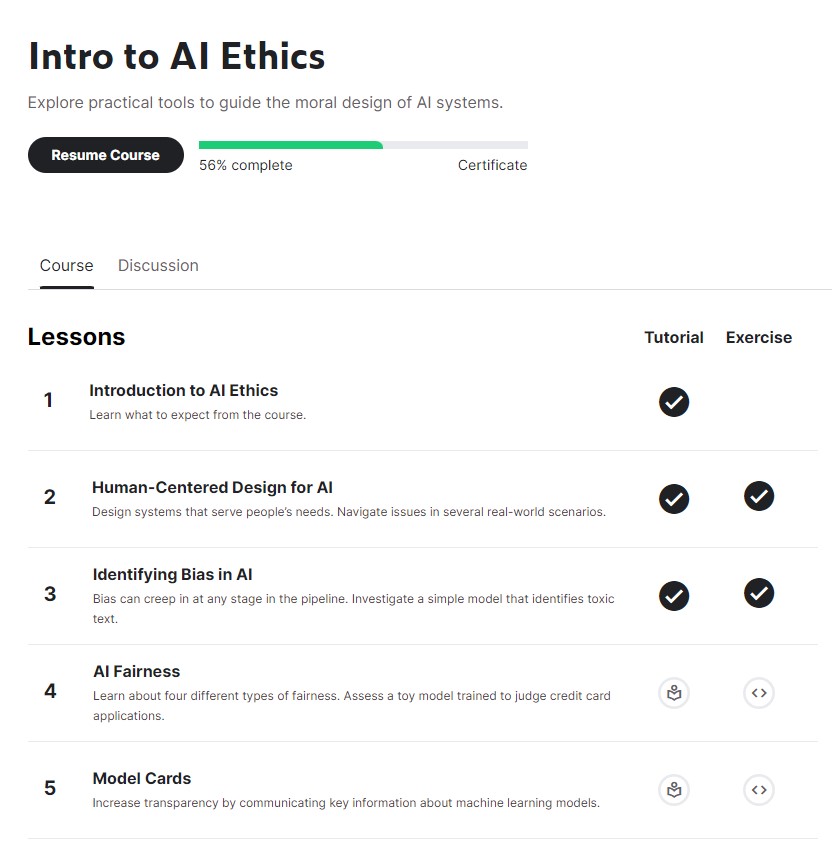 Intro to AI Ethics
Explore practical tools to guide the moral design of AI systems.
Resume Course
56% complete
Certificate
Course
Discussion
Lessons
Tutorial
Exercise
1
Introduction to AI Ethics
Learn what to expect from the course.
2
Human-Centered Design for AI
Design systems that serve people’s needs. Navigate issues in several real-world scenarios.
3
Identifying Bias in AI
Bias can creep in at any stage in the pipeline. Investigate a simple model that identifies toxic
text.
4
AI Fairness
Learn about four different types of fairness. Assess a toy model trained to judge credit card
applications.
5
Model Cards
Increase transparency by communicating key information about machine learning models.